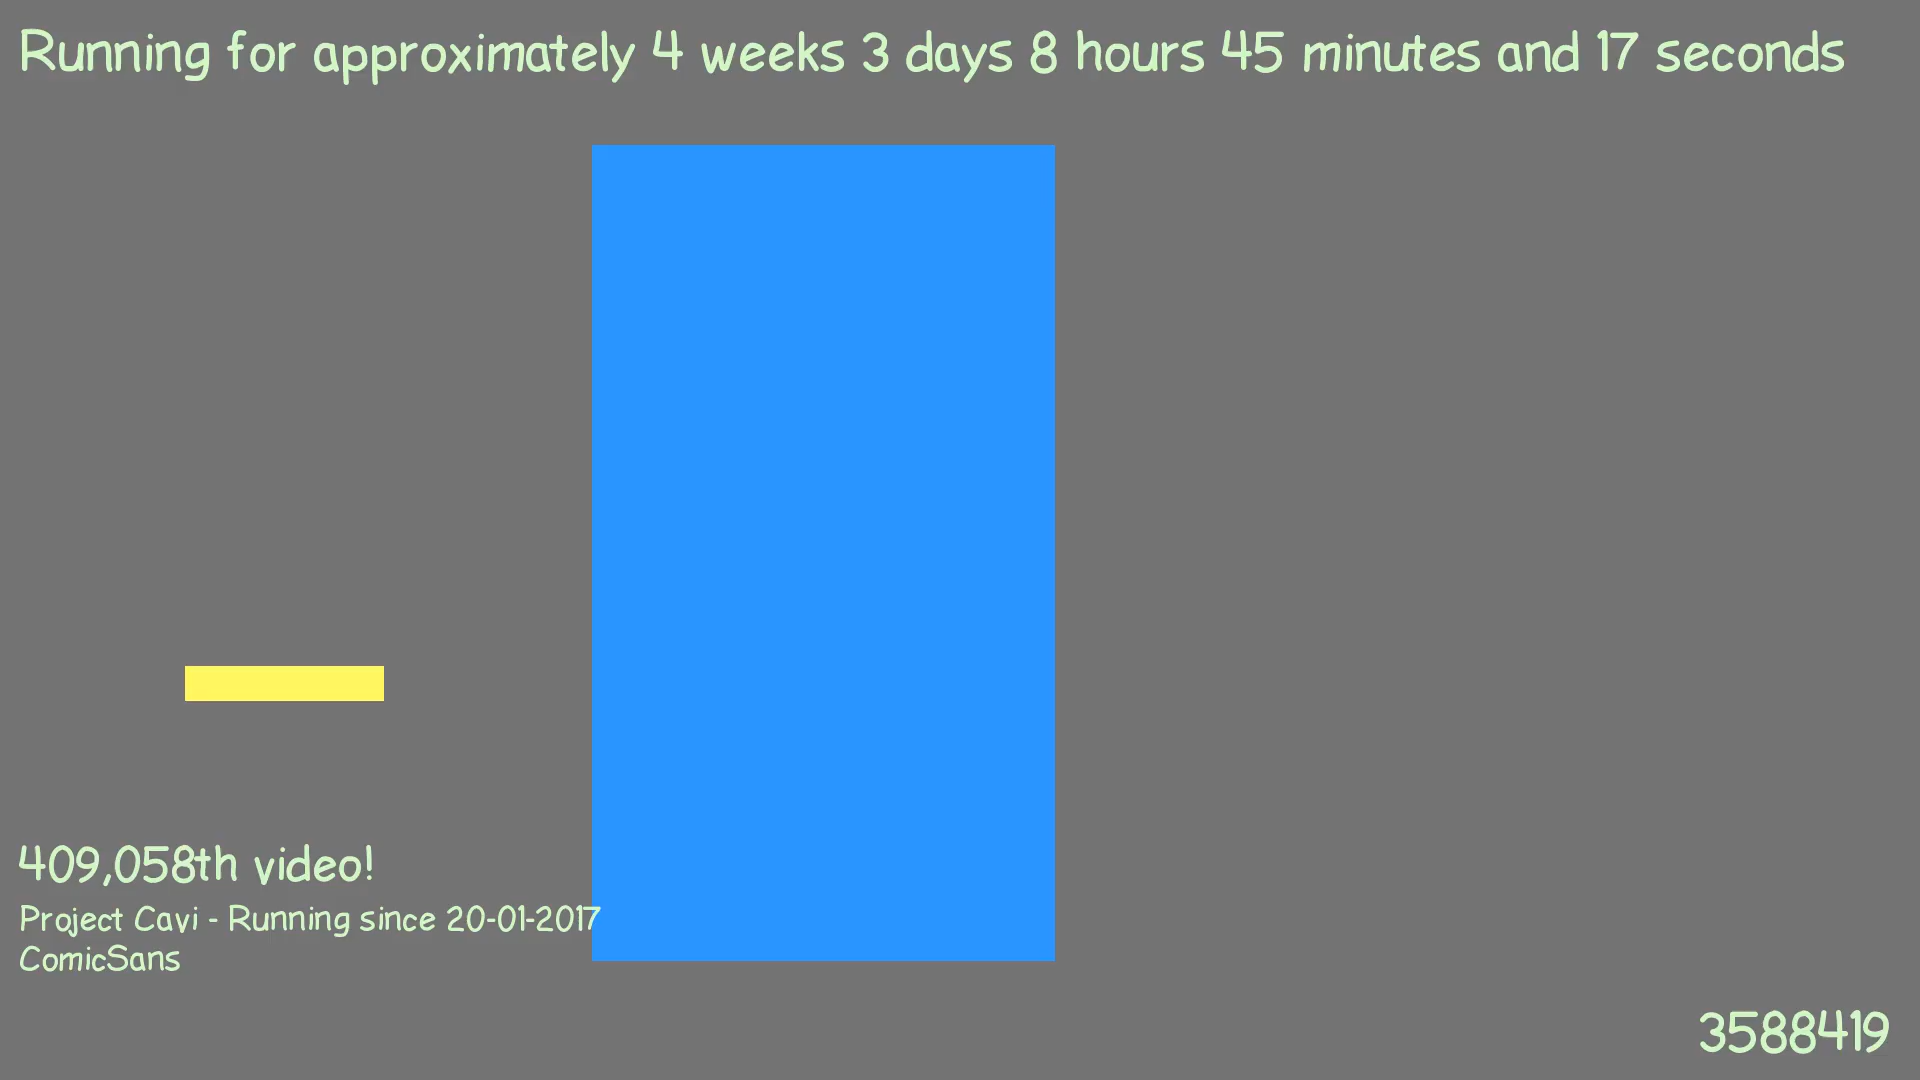 Running for approximately 4 weeks 3 days 8 hours 45 minutes and 17 seconds
409,058th video!
Project Cavi - Running since 20-01-2017
ComicSans
3588419